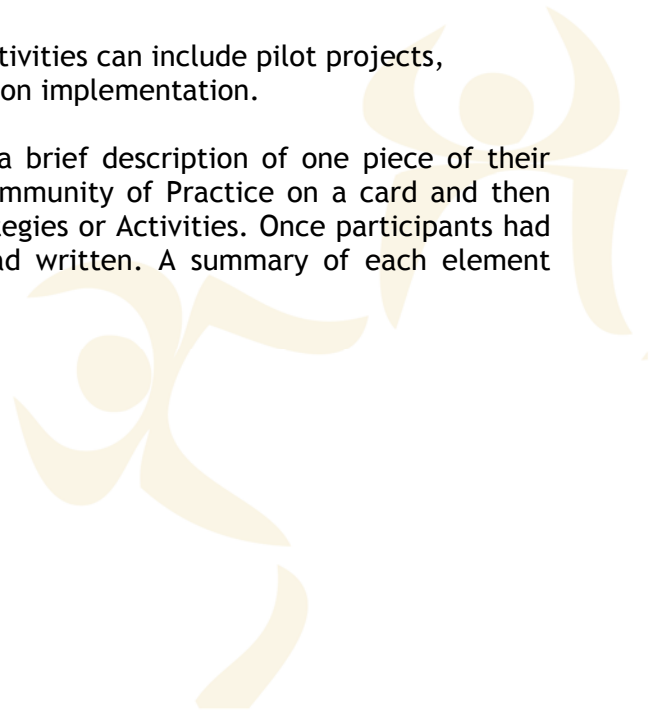 tivities can include pilot projects,
on implementation.
a brief description of one piece of their
mmunity of Practice on a card and then
egies or Activities. Once participants had
ad written. A summary of each element